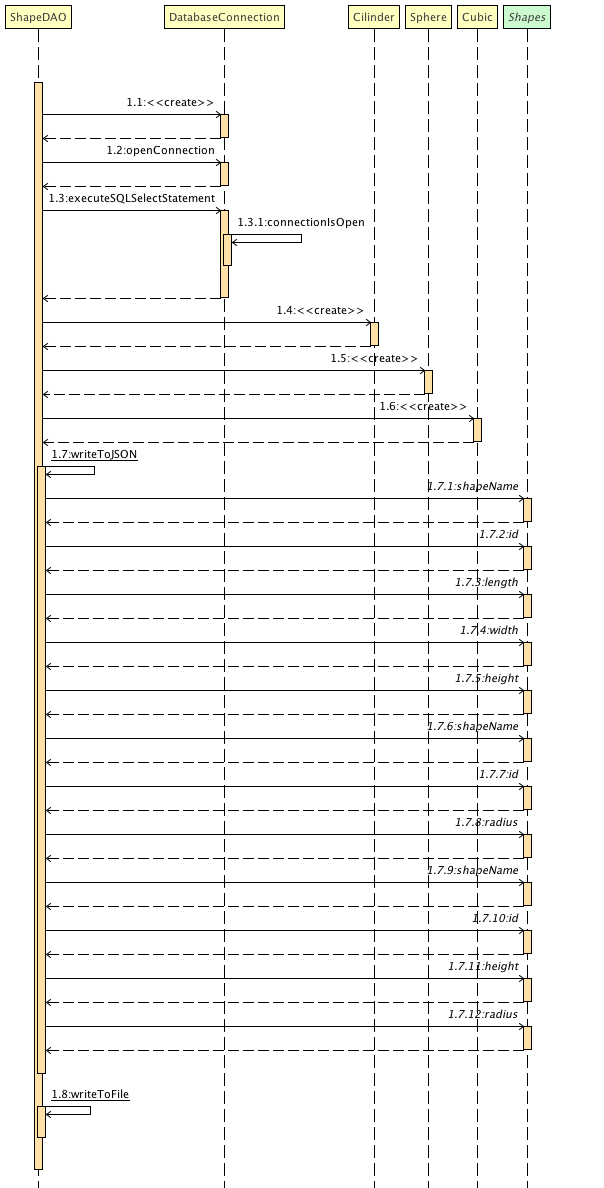 ShapeDAO DatabaseConnection Cilinder Sphere Cubic Shapes
1.1:<<create>>
1.2:openConnection
1.3:executeSQLSelectStatement
1.3.1:connectionIsOpen
1.4:<<create>>
1.5:<<create>>
1.6:<<create>>
1.7:writeToJSON
1.7.1:shapeName
1.7.2:id
1.7.3:length
1.7.4:width
1.7.5:height
1.7.6:shapeName
1.7.7:id
1.7.8:radius
1.7.9:shapeName
1.7.10:id
1.7.11:height
1.7.12:radius
1.8:writeToFile